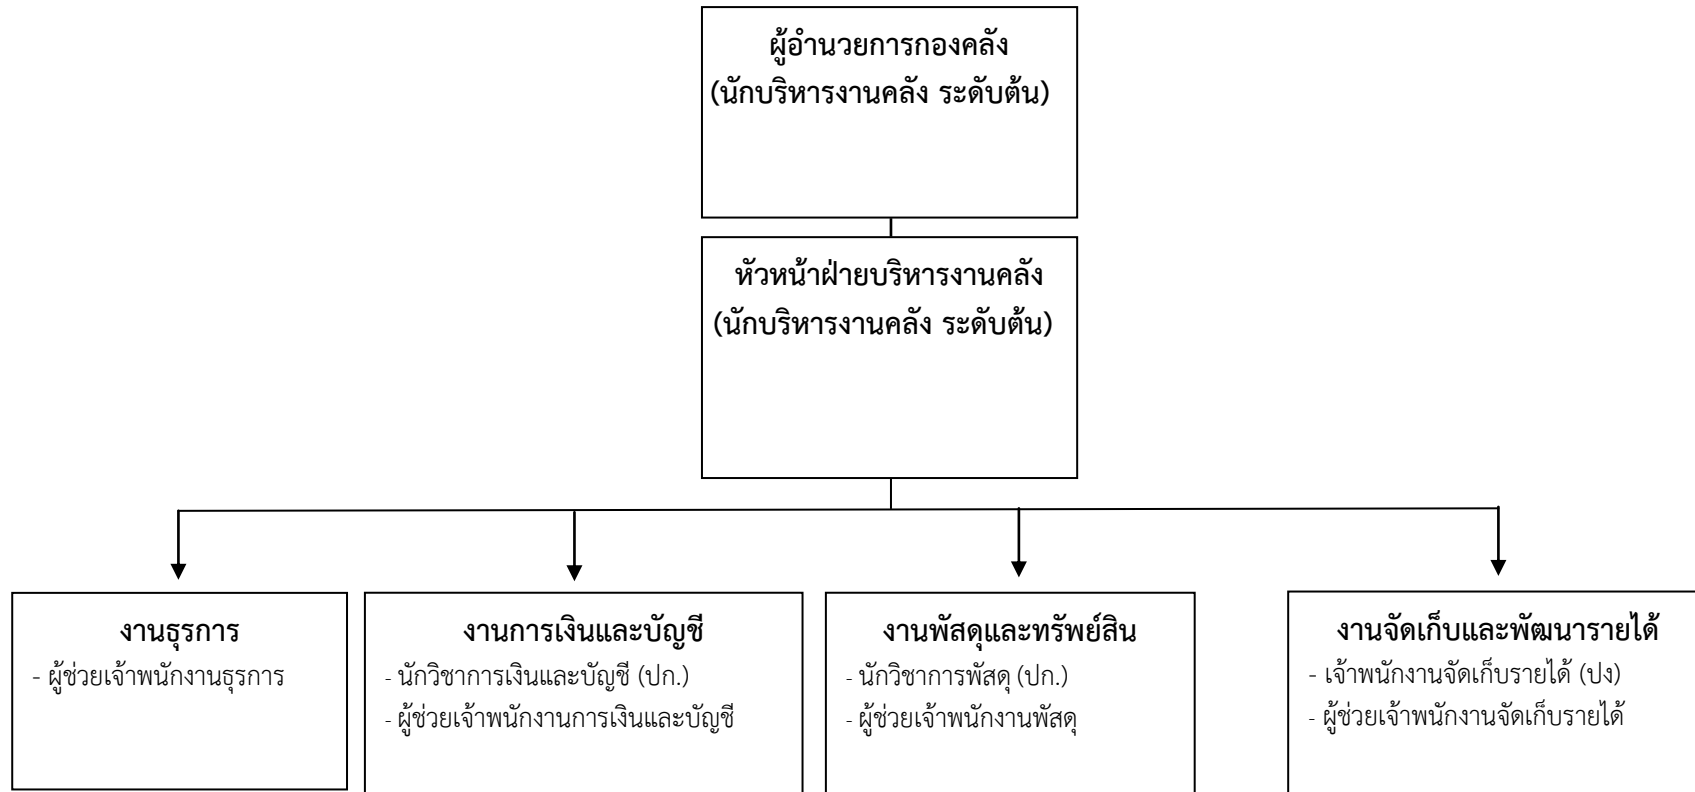 ผู้อำนวยการกองคลัง
(นักบริหารงานคลัง ระดับต้น)
หัวหน้าฝ่ายบริหารงานคลัง
(นักบริหารงานคลัง ระดับต้น)
งานธุรการ
- ผู้ช่วยเจ้าพนักงานธุรการ
งานการเงินและบัญชี
- นักวิชาการเงินและบัญชี (ปก.)
- ผู้ช่วยเจ้าพนักงานการเงินและบัญชี
งานพัสดุและทรัพย์สิน
- นักวิชาการพัสดุ (ปก.)
- ผู้ช่วยเจ้าพนักงานพัสดุ
งานจัดเก็บและพัฒนารายได้
- เจ้าพนักงานจัดเก็บรายได้ (ปง)
- ผู้ช่วยเจ้าพนักงานจัดเก็บรายได้